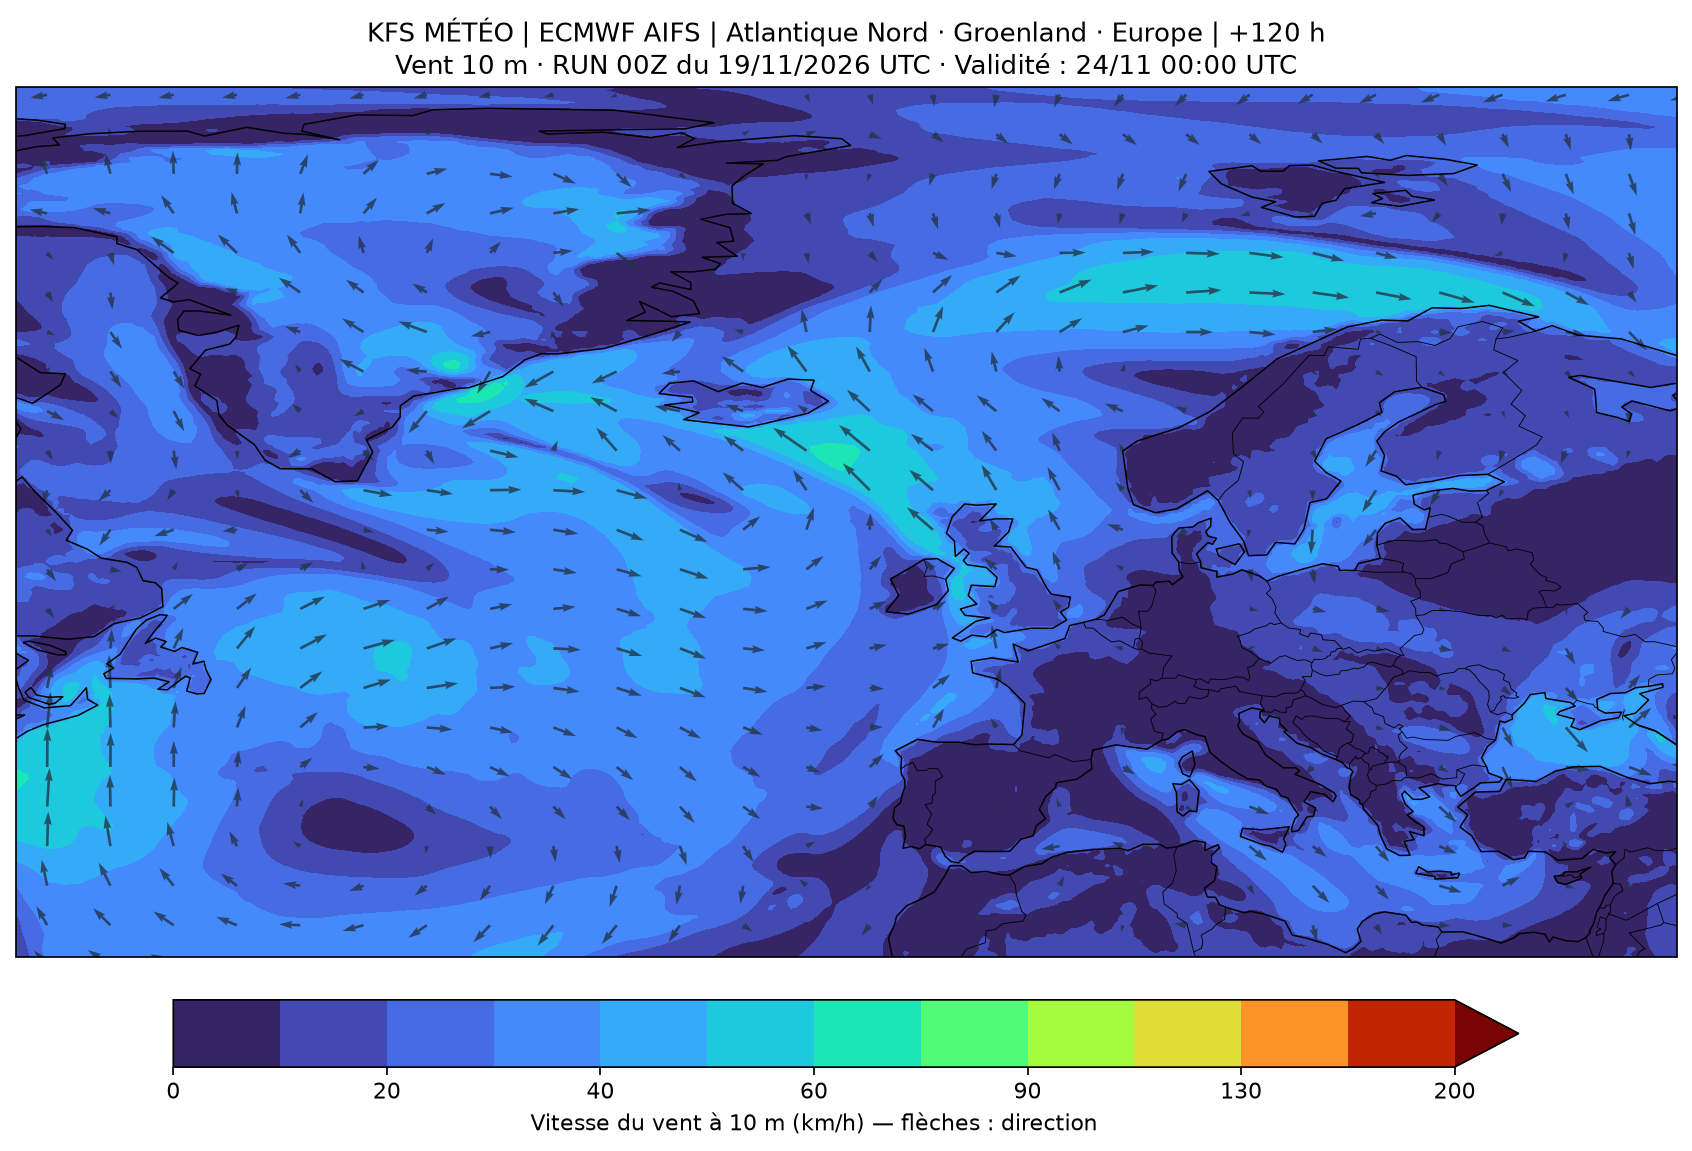 KFS MÉTÉO | ECMWF AIFS | Atlantique Nord · Groenland · Europe | +120 h
Vent 10 m · RUN 00Z du 19/11/2026 UTC · Validité : 24/11 00:00 UTC
0 20 40 60 90 130 200
Vitesse du vent à 10 m (km/h) — flèches : direction